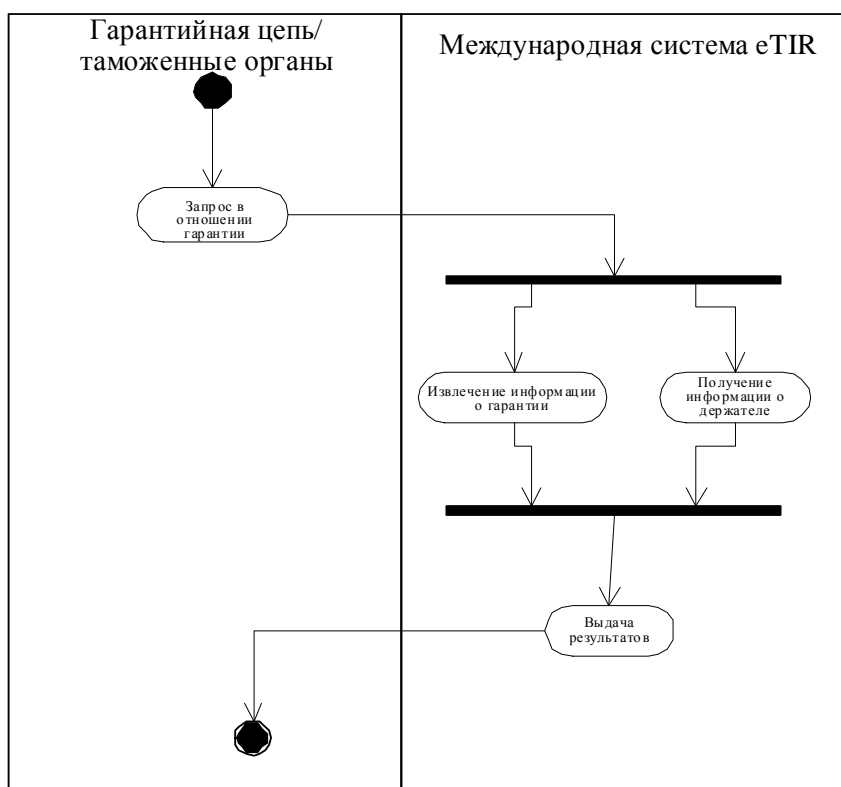 Гарантийная цепь/
таможенные органы
Международная система eTIR
Запрос в
отношении
гарантии
Извлечение информации
о гарантии
Получение
информации о
держателе
Выдача
результатов